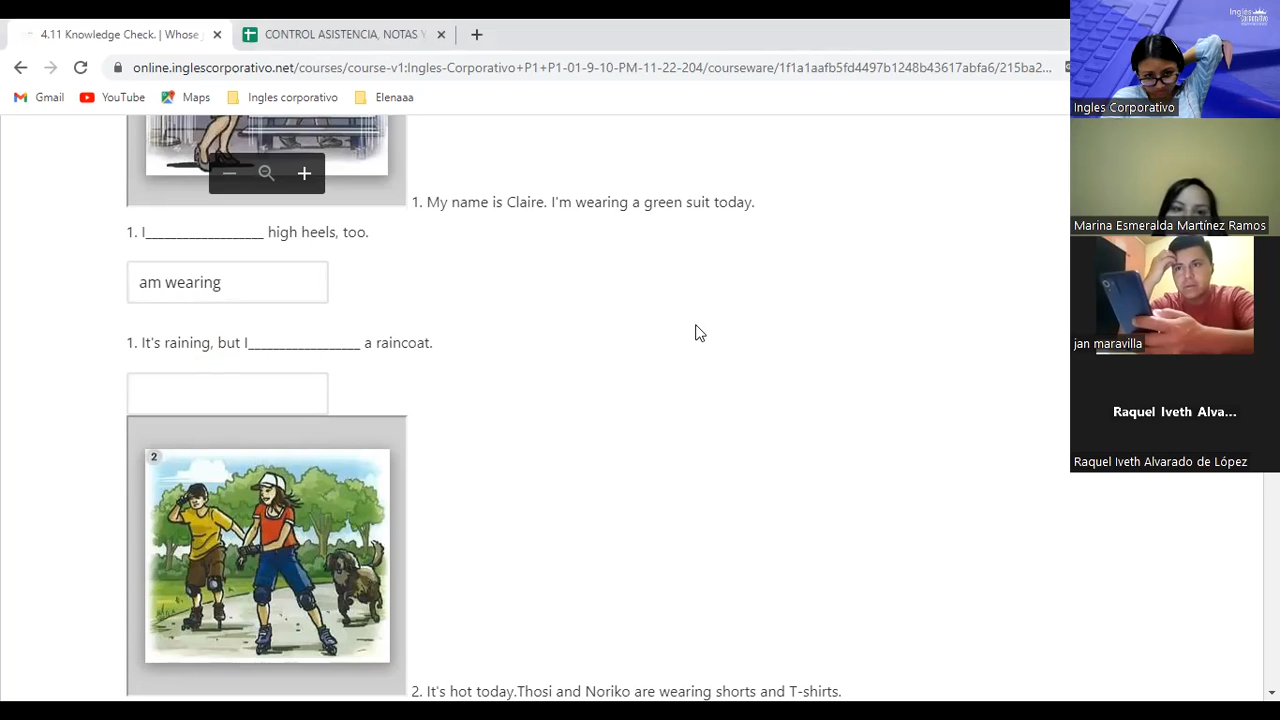 4.11 Knowledge Check. | Whose
CONTROL ASISTENCIA, NOTAS Y
online.inglescorporativo.net/courses/course-v1:Ingles-Corporativo+P1+P1-01-9-10-PM-11-22-204/courseware/1f1a1aafb5fd4497b1248b43617abfa6/215ba2...
Gmail
YouTube
Maps
Ingles corporativo
Elenaaa
1. My name is Claire. I'm wearing a green suit today.
1. I___________________ high heels, too.
am wearing
1. It's raining, but I__________________ a raincoat.
2
2. It's hot today.Thosi and Noriko are wearing shorts and T-shirts.
Ingles
corporativo
Ingles Corporativo
Marina Esmeralda Martínez Ramos
jan maravilla
Raquel Iveth Alva...
Raquel Iveth Alvarado de López